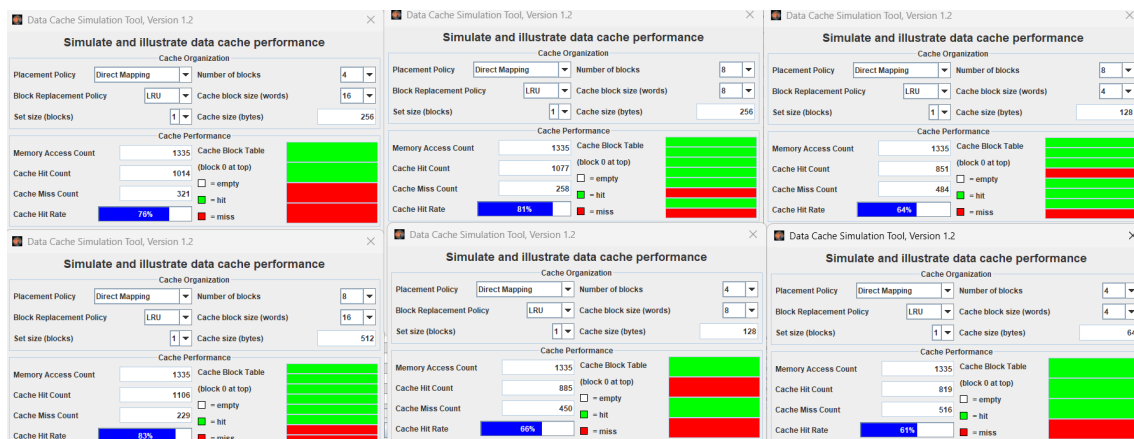 Data Cache Simulation Tool, Version 1.2
Simulate and illustrate data cache performance
Cache Organization
Placement Policy Direct Mapping Number of blocks 4
Block Replacement Policy LRU Cache block size (words) 16
Set size (blocks) 1 Cache size (bytes) 256
Cache Performance
Memory Access Count 1335 Cache Block Table
Cache Hit Count 1014 (block 0 at top)
= empty
Cache Miss Count 321 = hit
Cache Hit Rate 76% = miss
Data Cache Simulation Tool, Version 1.2
Simulate and illustrate data cache performance
Cache Organization
Placement Policy Direct Mapping Number of blocks 8
Block Replacement Policy LRU Cache block size (words) 8
Set size (blocks) 1 Cache size (bytes) 256
Cache Performance
Memory Access Count 1335 Cache Block Table
Cache Hit Count 1077 (block 0 at top)
= empty
Cache Miss Count 258 = hit
Cache Hit Rate 81% = miss
Data Cache Simulation Tool, Version 1.2
Simulate and illustrate data cache performance
Cache Organization
Placement Policy Direct Mapping Number of blocks 8
Block Replacement Policy LRU Cache block size (words) 4
Set size (blocks) 1 Cache size (bytes) 128
Cache Performance
Memory Access Count 1335 Cache Block Table
Cache Hit Count 851 (block 0 at top)
= empty
Cache Miss Count 484 = hit
Cache Hit Rate 64% = miss
Data Cache Simulation Tool, Version 1.2
Simulate and illustrate data cache performance
Cache Organization
Placement Policy Direct Mapping Number of blocks 8
Block Replacement Policy LRU Cache block size (words) 16
Set size (blocks) 1 Cache size (bytes) 512
Cache Performance
Memory Access Count 1335 Cache Block Table
Cache Hit Count 1106 (block 0 at top)
= empty
Cache Miss Count 229 = hit
Cache Hit Rate 83% = miss
Data Cache Simulation Tool, Version 1.2
Simulate and illustrate data cache performance
Cache Organization
Placement Policy Direct Mapping Number of blocks 4
Block Replacement Policy LRU Cache block size (words) 8
Set size (blocks) 1 Cache size (bytes) 128
Cache Performance
Memory Access Count 1335 Cache Block Table
Cache Hit Count 885 (block 0 at top)
= empty
Cache Miss Count 450 = hit
Cache Hit Rate 66% = miss
Data Cache Simulation Tool, Version 1.2
Simulate and illustrate data cache performance
Cache Organization
Placement Policy Direct Mapping Number of blocks 4
Block Replacement Policy LRU Cache block size (words) 4
Set size (blocks) 1 Cache size (bytes) 64
Cache Performance
Memory Access Count 1335 Cache Block Table
Cache Hit Count 819 (block 0 at top)
= empty
Cache Miss Count 516 = hit
Cache Hit Rate 61% = miss